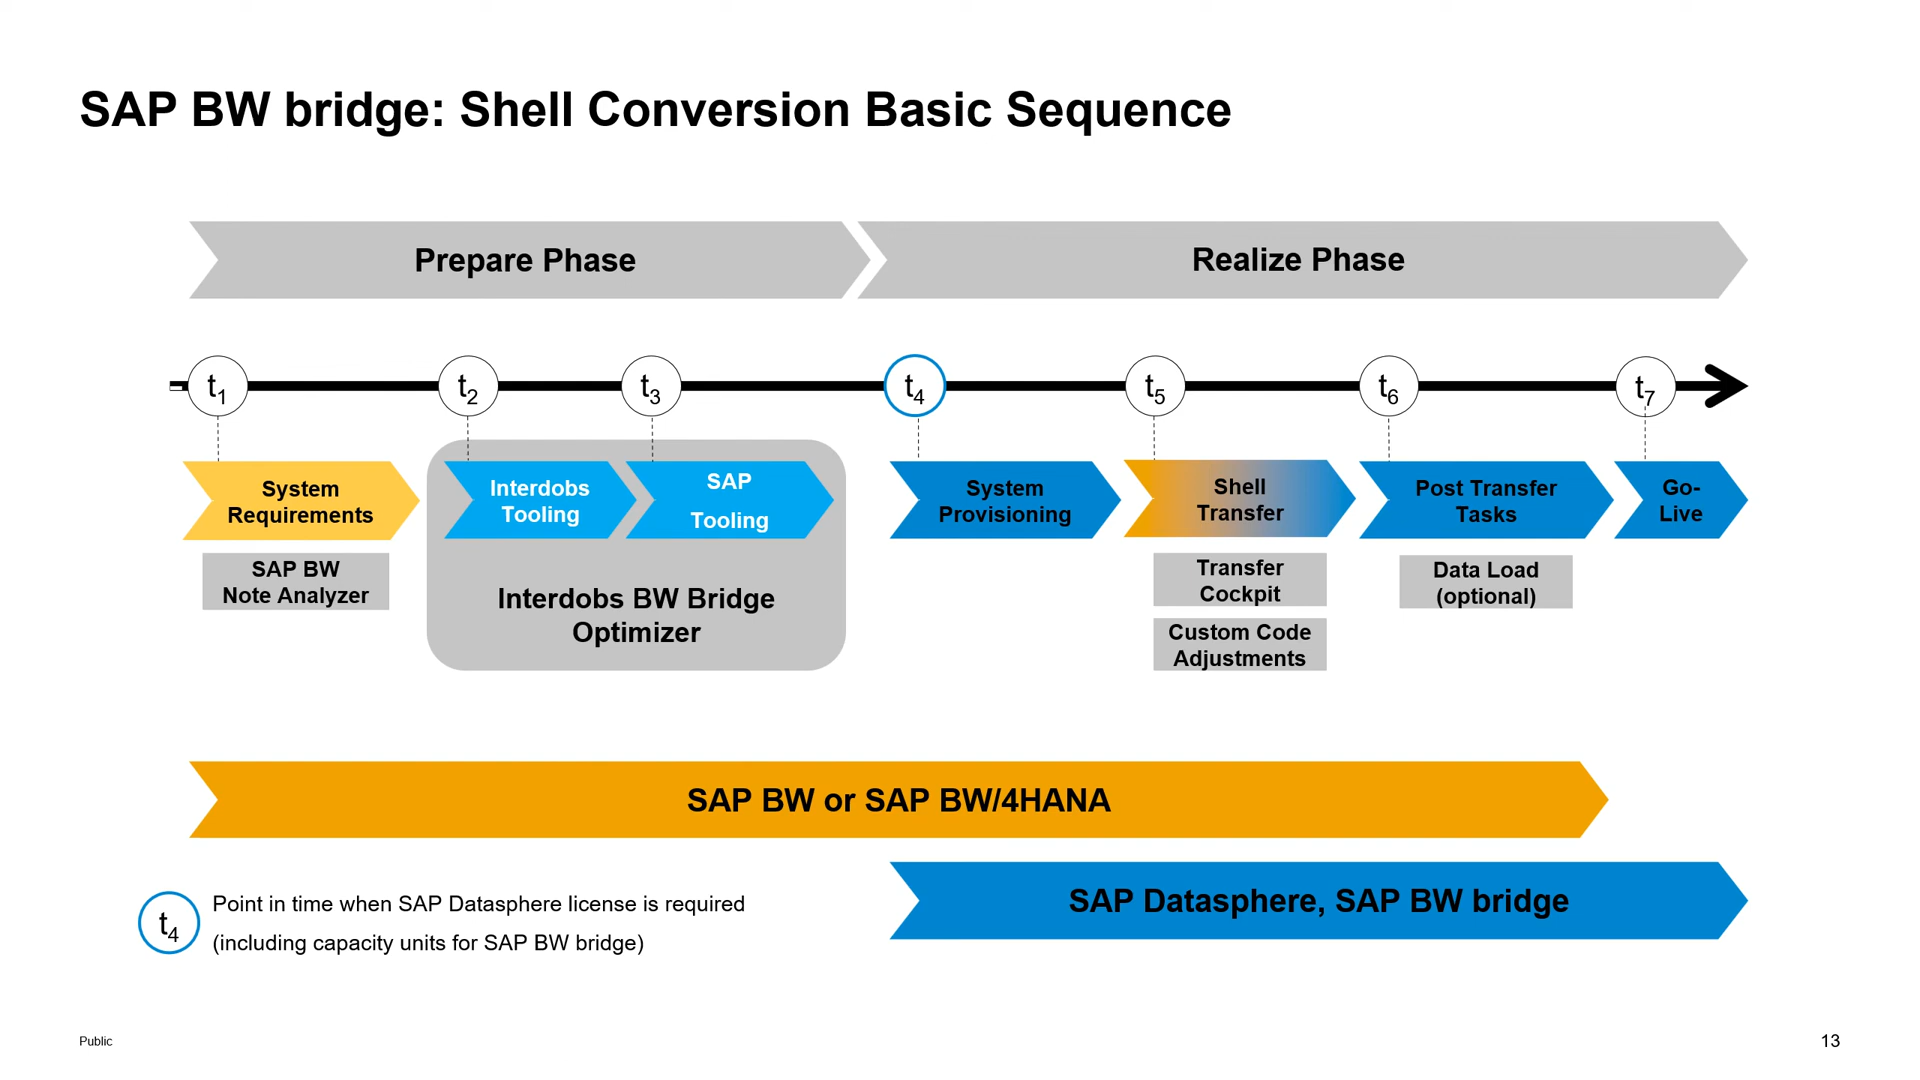 SAP BW bridge: Shell Conversion Basic Sequence
Prepare Phase
Realize Phase
t1
t2
t3
t4
t5
t6
t7
System
Requirements
Interdobs
Tooling
SAP
Tooling
System
Provisioning
Shell
Transfer
Post Transfer
Tasks
Go-
Live
SAP BW
Note Analyzer
Interdobs BW Bridge
Optimizer
Transfer
Cockpit
Custom Code
Adjustments
Data Load
(optional)
SAP BW or SAP BW/4HANA
SAP Datasphere, SAP BW bridge
t4
Point in time when SAP Datasphere license is required
(including capacity units for SAP BW bridge)
Public
13